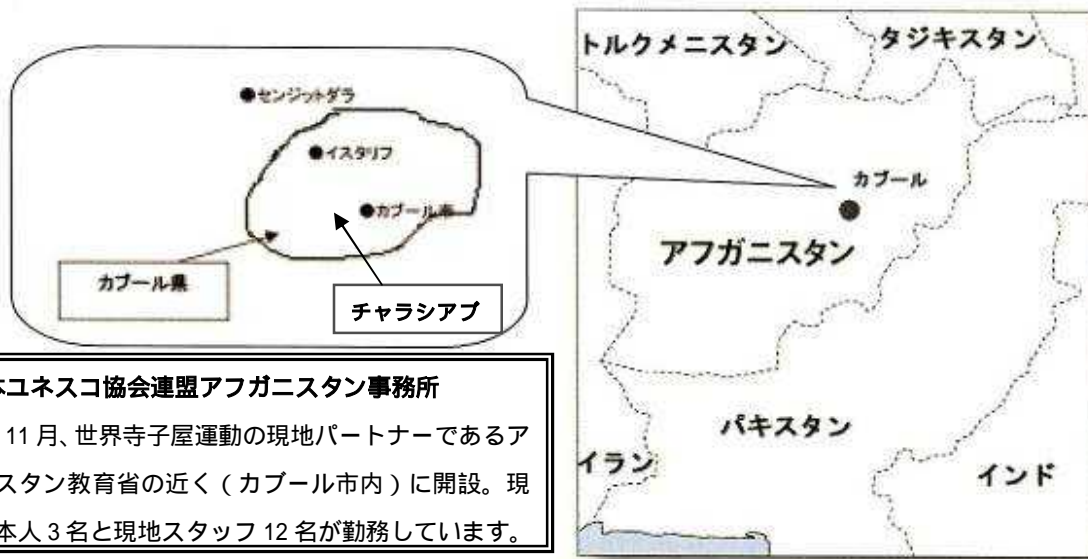 ●センジットダラ
●イスタリフ
●カブール市
カブール県
チャラシアブ
トルクメニスタン
タジキスタン
カブール
アフガニスタン
パキスタン
イラン
インド
ユネスコ協会連盟アフガニスタン事務所
11月、世界寺子屋運動の現地パートナーであるア
スタン教育省の近く(カブール市内)に開設。現
本人3名と現地スタッフ12名が勤務しています。